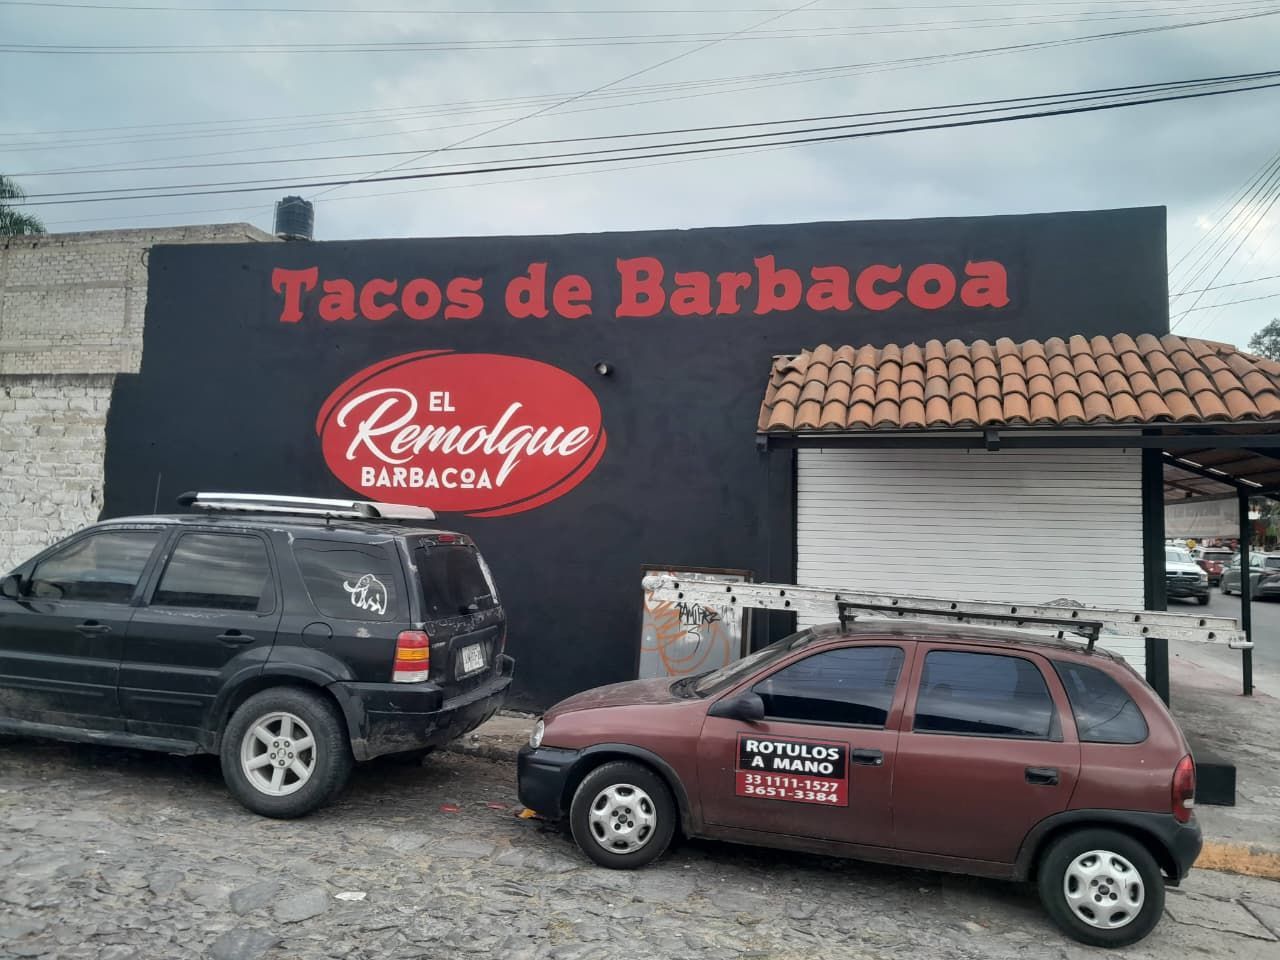 Tacos de Barbacoa
EL
Remolque
BARBACOA
ROTULOS
A MANO
33 1111-1527
3651-3384